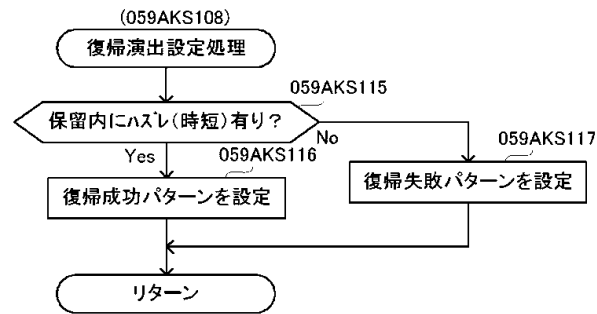 (059AKS108)
復帰演出設定処理
059AKS115
保留内にﾊｽﾞﾚ(時短)有り？
No
Yes
059AKS116
059AKS117
復帰成功パターンを設定
復帰失敗パターンを設定
リターン